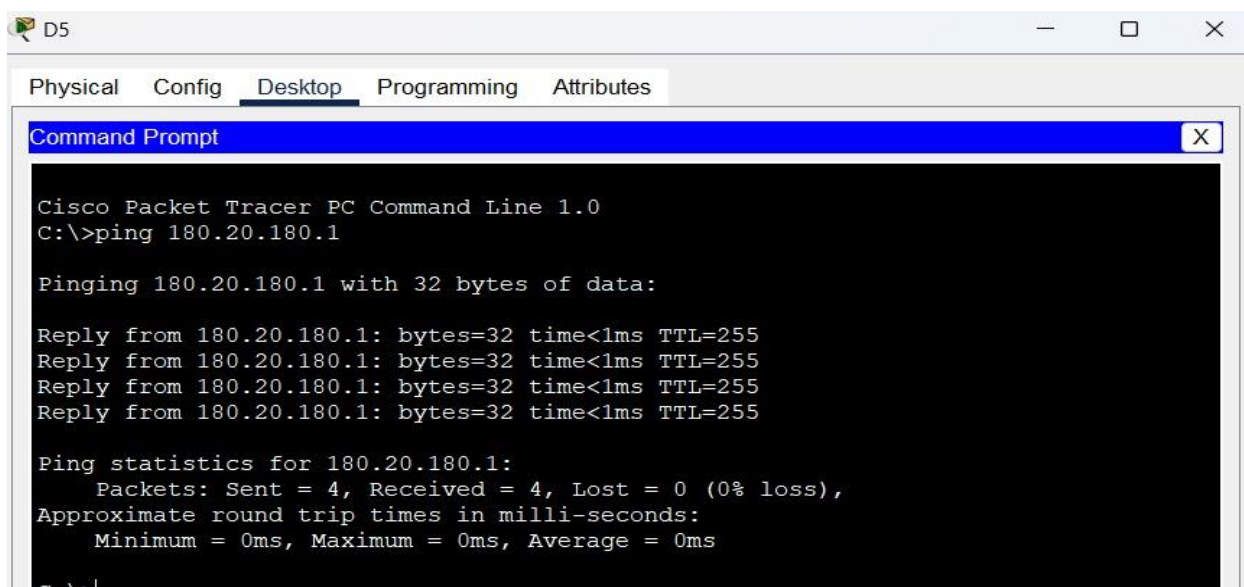 D5
Physical Config Desktop Programming Attributes
Command Prompt X
Cisco Packet Tracer PC Command Line 1.0
C:\>ping 180.20.180.1
Pinging 180.20.180.1 with 32 bytes of data:
Reply from 180.20.180.1: bytes=32 time<1ms TTL=255
Reply from 180.20.180.1: bytes=32 time<1ms TTL=255
Reply from 180.20.180.1: bytes=32 time<1ms TTL=255
Reply from 180.20.180.1: bytes=32 time<1ms TTL=255
Ping statistics for 180.20.180.1:
Packets: Sent = 4, Received = 4, Lost = 0 (0% loss),
Approximate round trip times in milli-seconds:
Minimum = 0ms, Maximum = 0ms, Average = 0ms